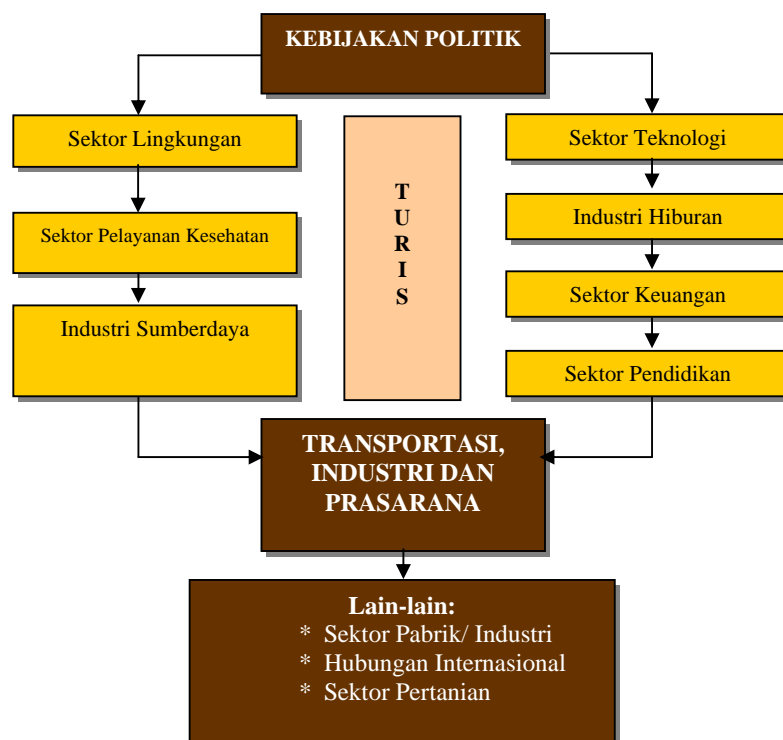 KEBIJAKAN POLITIK
Sektor Lingkungan
Sektor Pelayanan Kesehatan
Industri Sumberdaya
T
U
R
I
S
Sektor Teknologi
Industri Hiburan
Sektor Keuangan
Sektor Pendidikan
TRANSPORTASI,
INDUSTRI DAN
PRASARANA
Lain-lain:
* Sektor Pabrik/ Industri
* Hubungan Internasional
* Sektor Pertanian